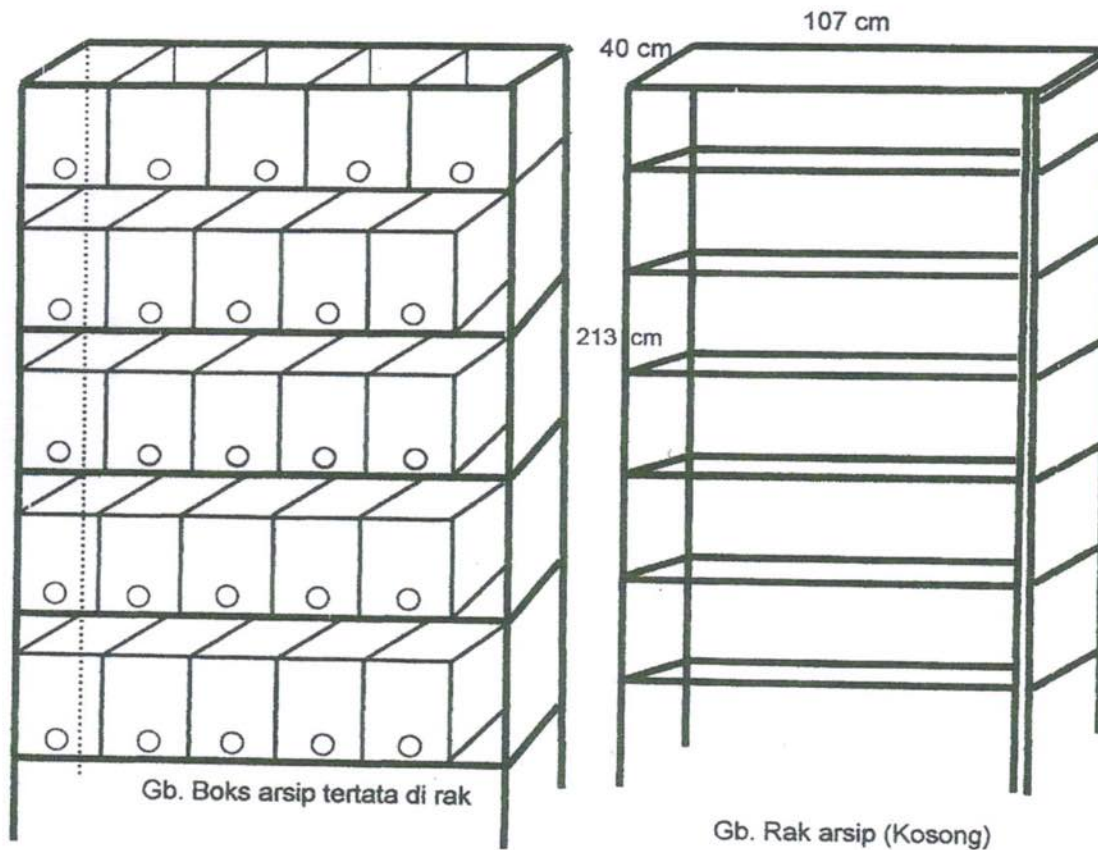 107 cm
40 cm
213 cm
Gb. Boks arsip tertata di rak
Gb. Rak arsip (Kosong)